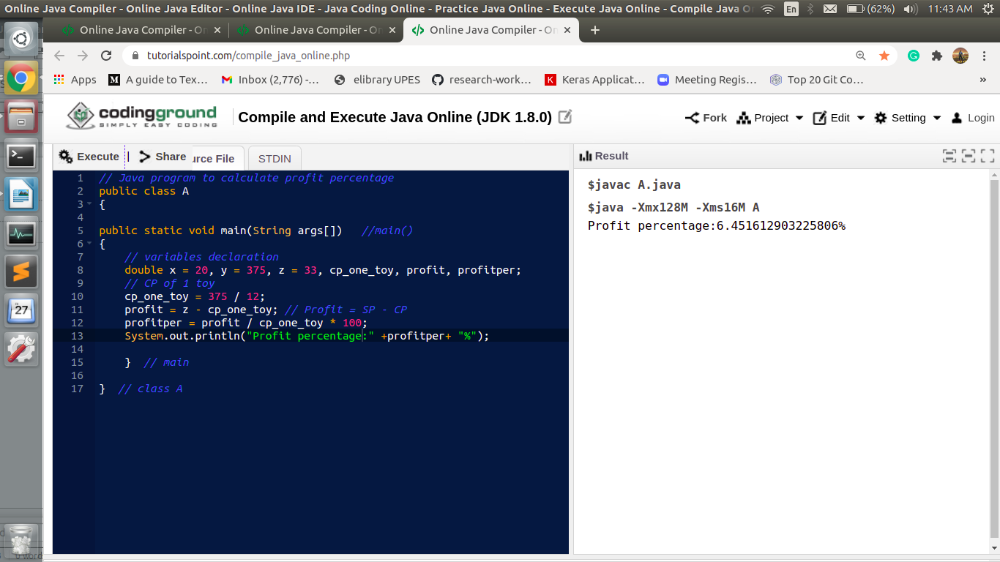 Online Java Compiler - Online Java Editor - Online Java IDE - Java Coding Online - Practice Java Online - Execute Java Online - Compile Java O
En
(62%)
11:43 AM
Online Java Compiler - On
Online Java Compiler - On
Online Java Compiler - On
tutorialspoint.com/compile_java_online.php
Apps
A guide to Tex...
Inbox (2,776) -...
elibrary UPES
research-work...
Keras Applicat...
Meeting Regis...
Top 20 Git Co...
»
codingground
SIMPLY EASY CODING
Compile and Execute Java Online (JDK 1.8.0)
Fork
Project
Edit
Setting
Login
Execute
|
Share
urce File
STDIN
Result
1 // Java program to calculate profit percentage
2 public class A
3 {
4
5 public static void main(String args[]) //main()
6 {
7 // variables declaration
8 double x = 20, y = 375, z = 33, cp_one_toy, profit, profitper;
9 // CP of 1 toy
10 cp_one_toy = 375 / 12;
11 profit = z - cp_one_toy; // Profit = SP - CP
12 profitper = profit / cp_one_toy * 100;
13 System.out.println("Profit percentage:" +profitper+ "%");
14
15 } // main
16
17 } // class A
$javac A.java
$java -Xmx128M -Xms16M A
Profit percentage:6.451612903225806%
27